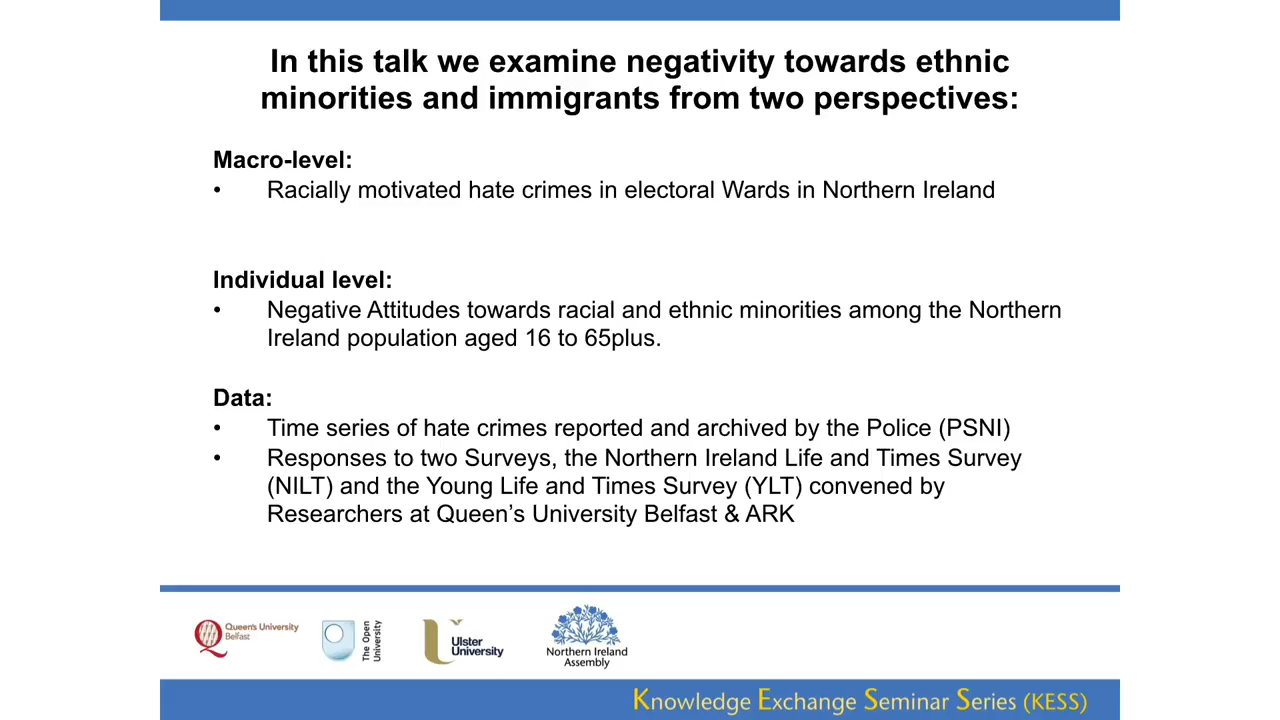 In this talk we examine negativity towards ethnic
minorities and immigrants from two perspectives:
Macro-level:
• Racially motivated hate crimes in electoral Wards in Northern Ireland
Individual level:
• Negative Attitudes towards racial and ethnic minorities among the Northern
Ireland population aged 16 to 65plus.
Data:
• Time series of hate crimes reported and archived by the Police (PSNI)
• Responses to two Surveys, the Northern Ireland Life and Times Survey
(NILT) and the Young Life and Times Survey (YLT) convened by
Researchers at Queen’s University Belfast & ARK
Queen's University
Belfast
The Open
University
Ulster
University
Northern Ireland
Assembly
Knowledge Exchange Seminar Series (KESS)